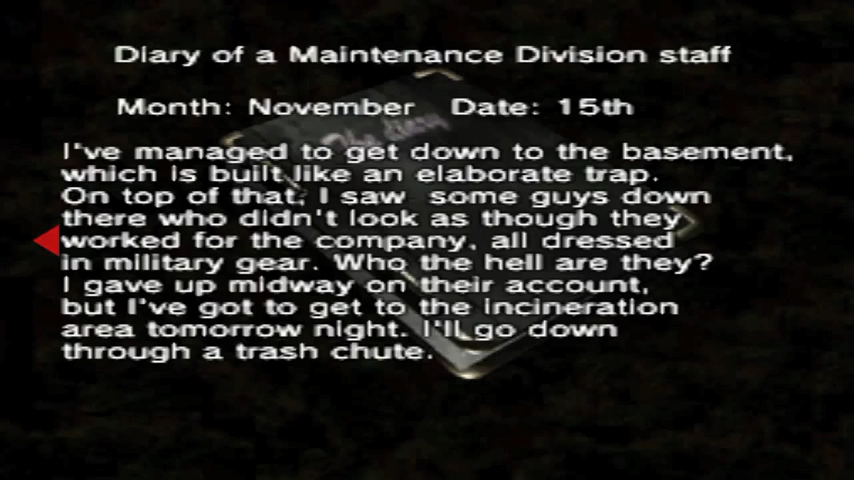 Diary of a Maintenance Division staff
Month: November Date: 15th
I've managed to get down to the basement,
which is built like an elaborate trap.
On top of that, I saw some guys down
there who didn't look as though they
worked for the company, all dressed
in military gear. Who the hell are they?
I gave up midway on their account,
but I've got to get to the incineration
area tomorrow night. I'll go down
through a trash chute.